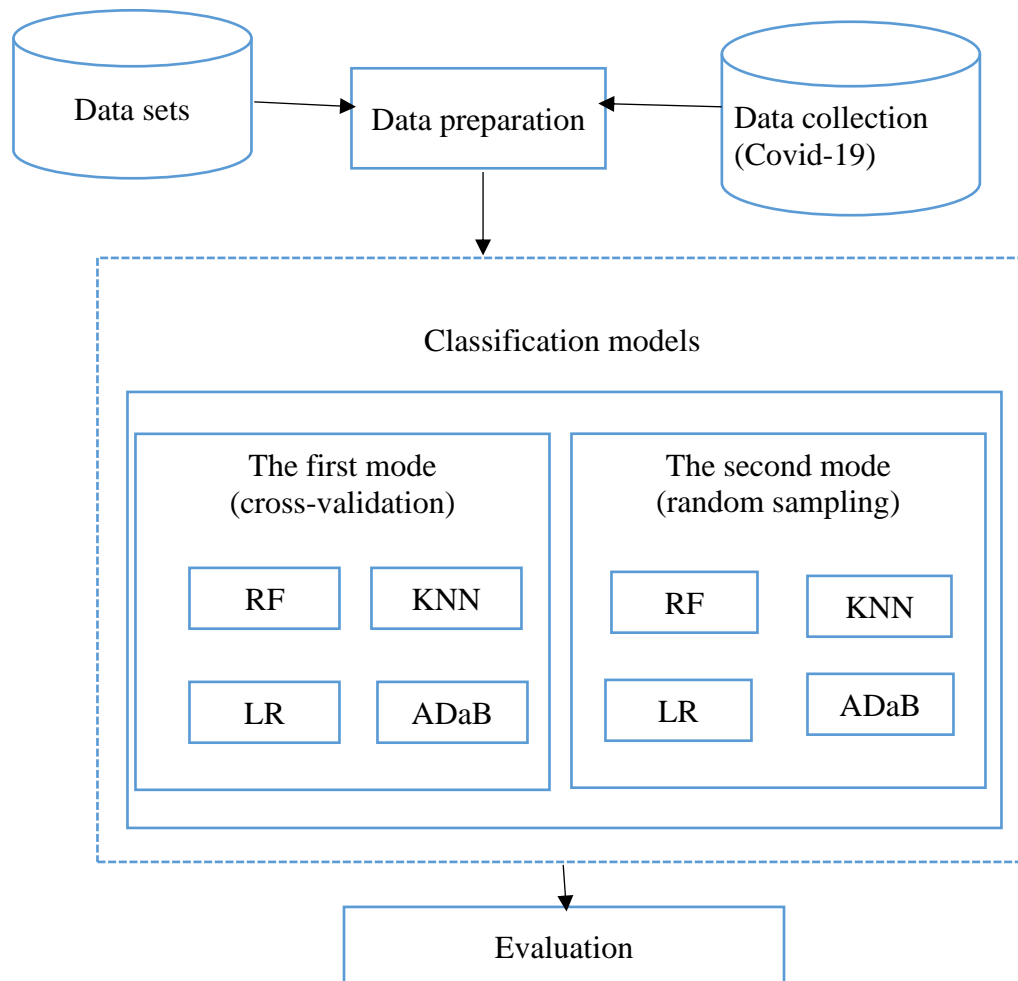 Data sets
Data preparation
Data collection
(Covid-19)
Classification models
The first mode
(cross-validation)
RF
KNN
LR
ADaB
The second mode
(random sampling)
RF
KNN
LR
ADaB
Evaluation